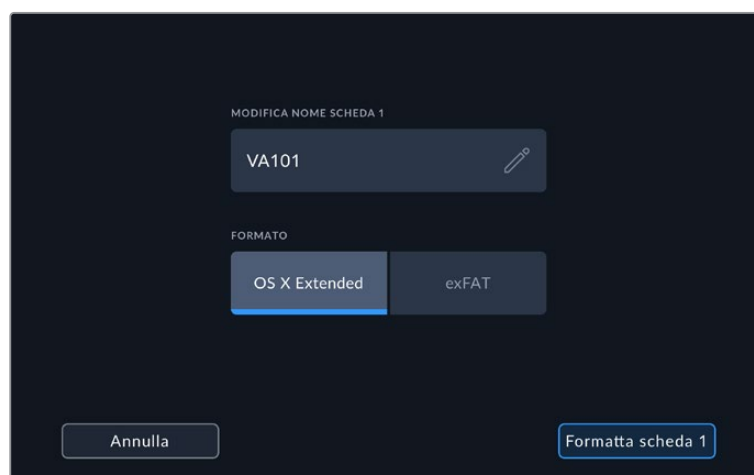 MODIFICA NOME SCHEDA 1
VA101
FORMATO
OS X Extended
exFAT
Annulla
Formatta scheda 1